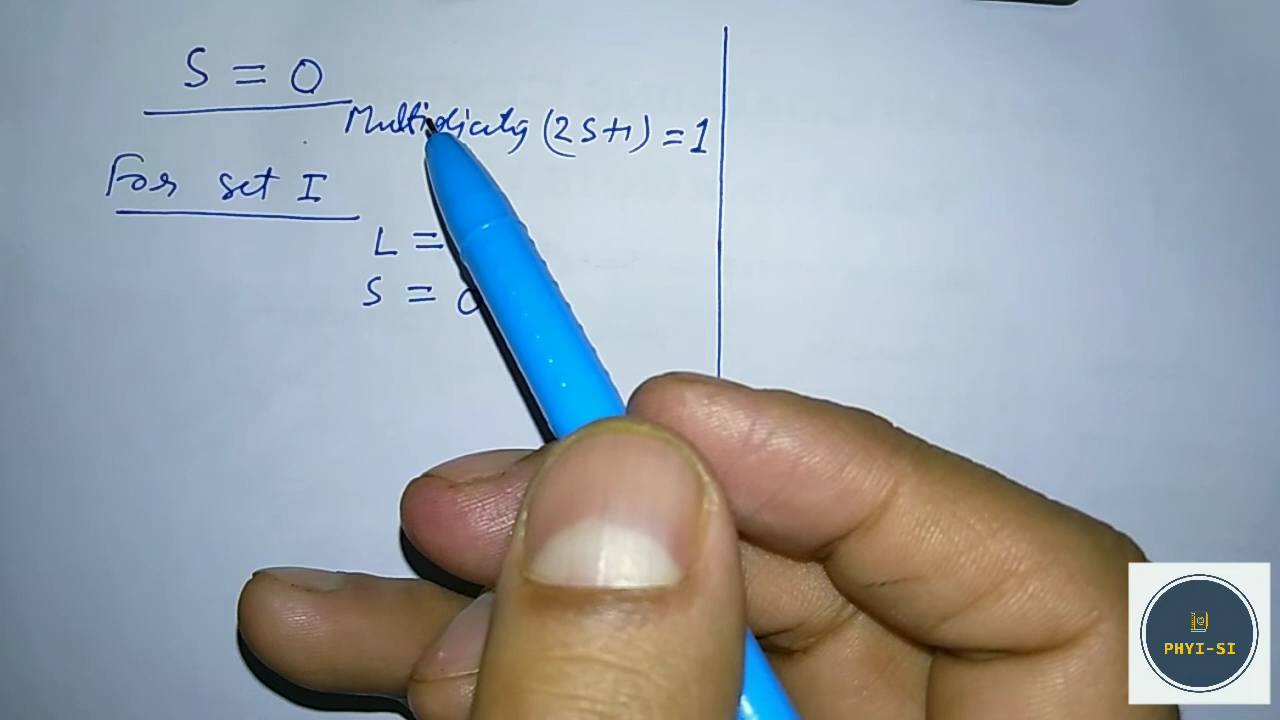 S = 0
Multiplicity (2S+1) = 1
For set I
L =
S = 0
PHYI-SI